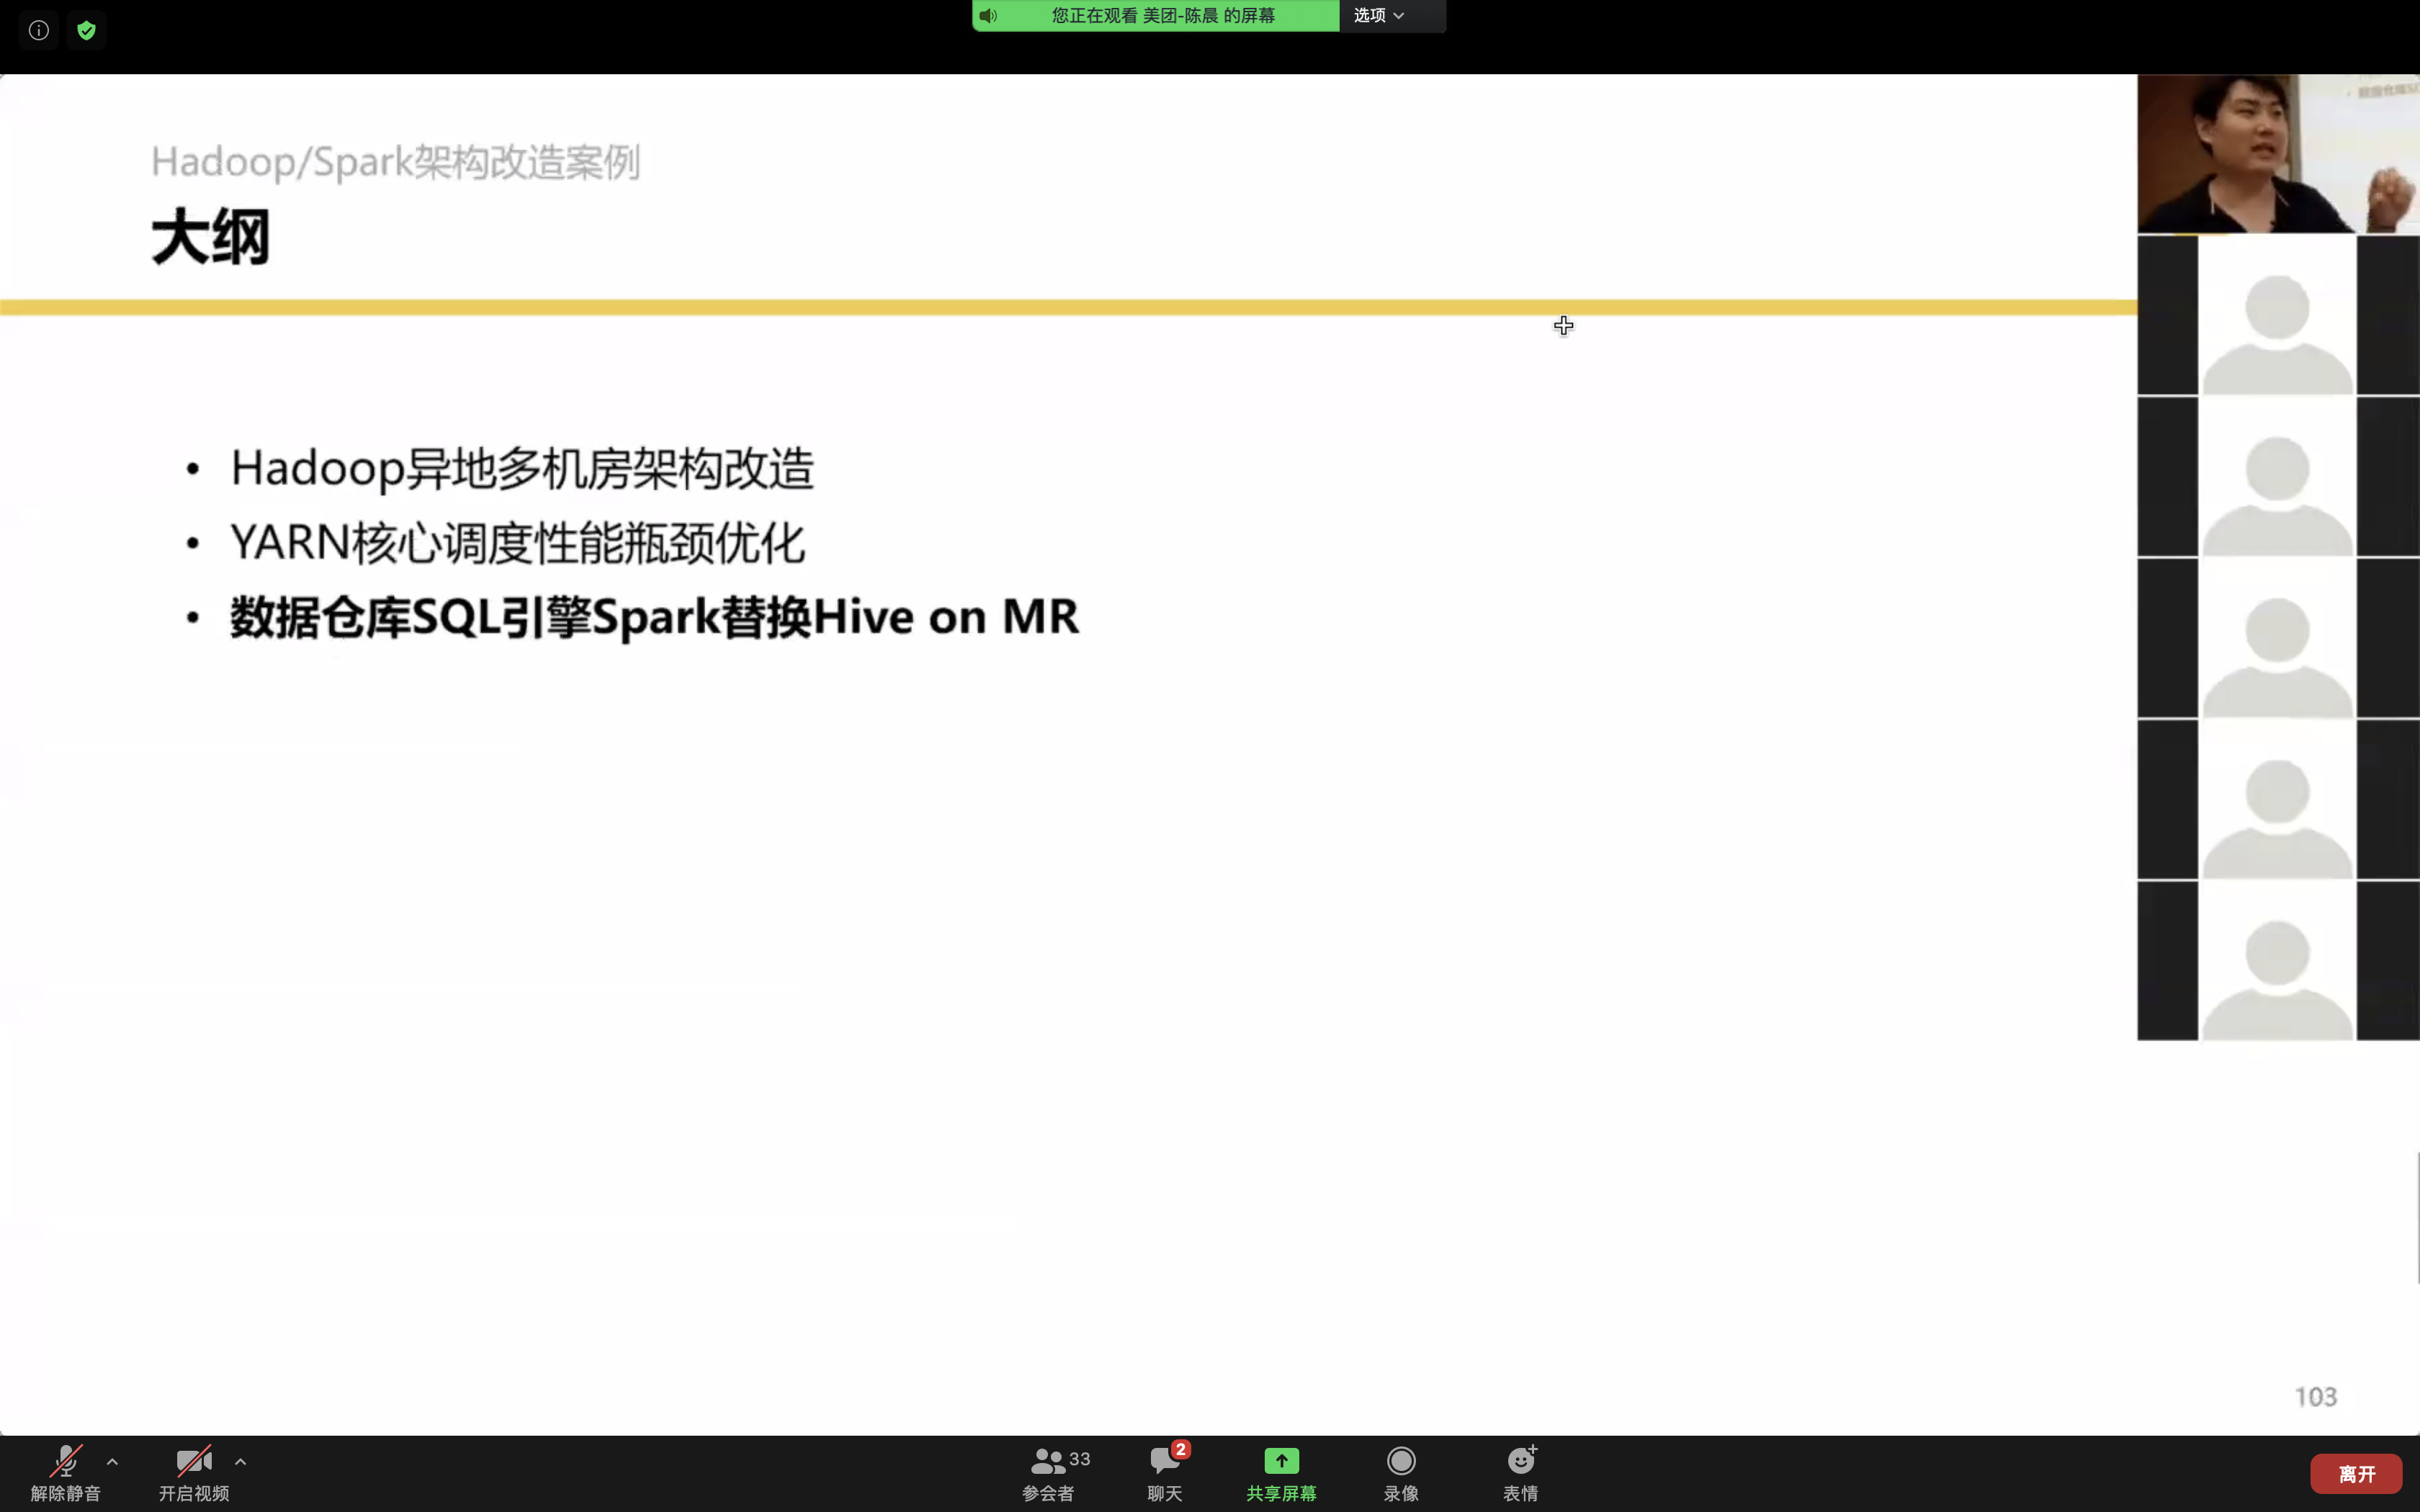 您正在观看 美团-陈晨 的屏幕
选项
Hadoop/Spark架构改造案例
大纲
• Hadoop异地多机房架构改造
• YARN核心调度性能瓶颈优化
• 数据仓库SQL引擎Spark替换Hive on MR
103
解除静音
开启视频
33
参会者
2
聊天
共享屏幕
录像
表情
离开